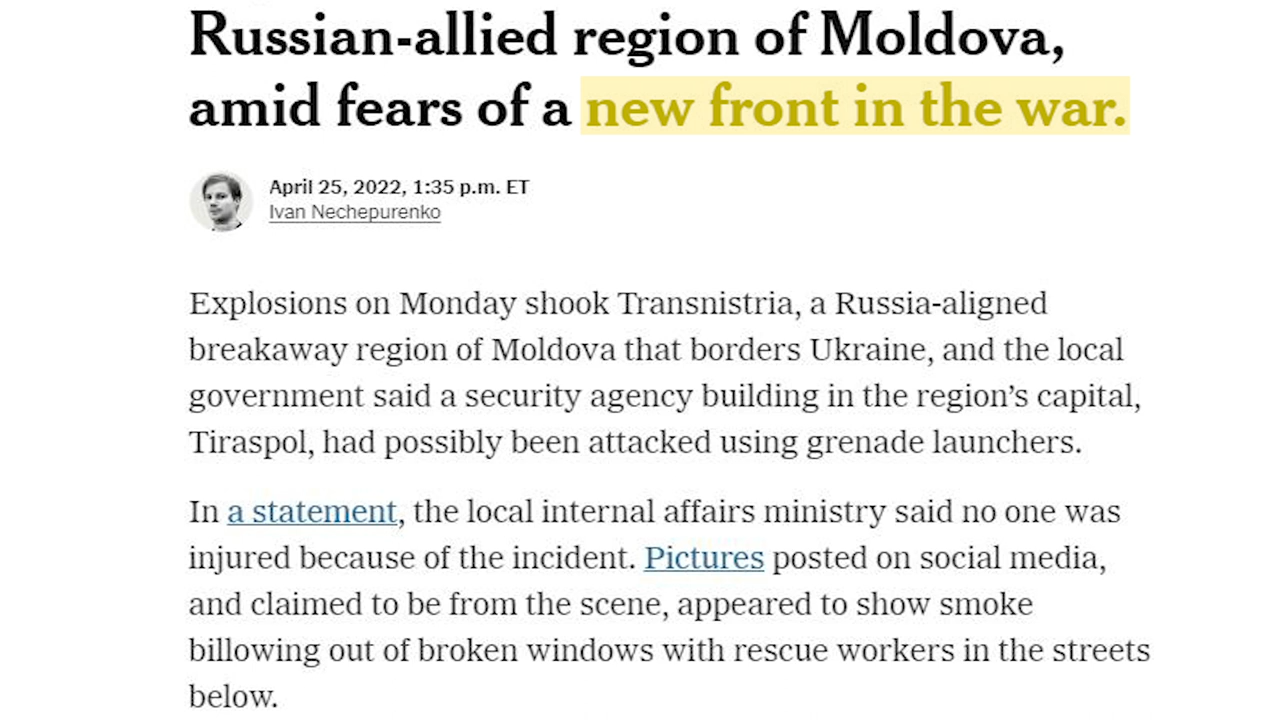 Russian-allied region of Moldova,
amid fears of a new front in the war.
April 25, 2022, 1:35 p.m. ET
Ivan Nechepurenko
Explosions on Monday shook Transnistria, a Russia-aligned
breakaway region of Moldova that borders Ukraine, and the local
government said a security agency building in the region’s capital,
Tiraspol, had possibly been attacked using grenade launchers.
In a statement, the local internal affairs ministry said no one was
injured because of the incident. Pictures posted on social media,
and claimed to be from the scene, appeared to show smoke
billowing out of broken windows with rescue workers in the streets
below.